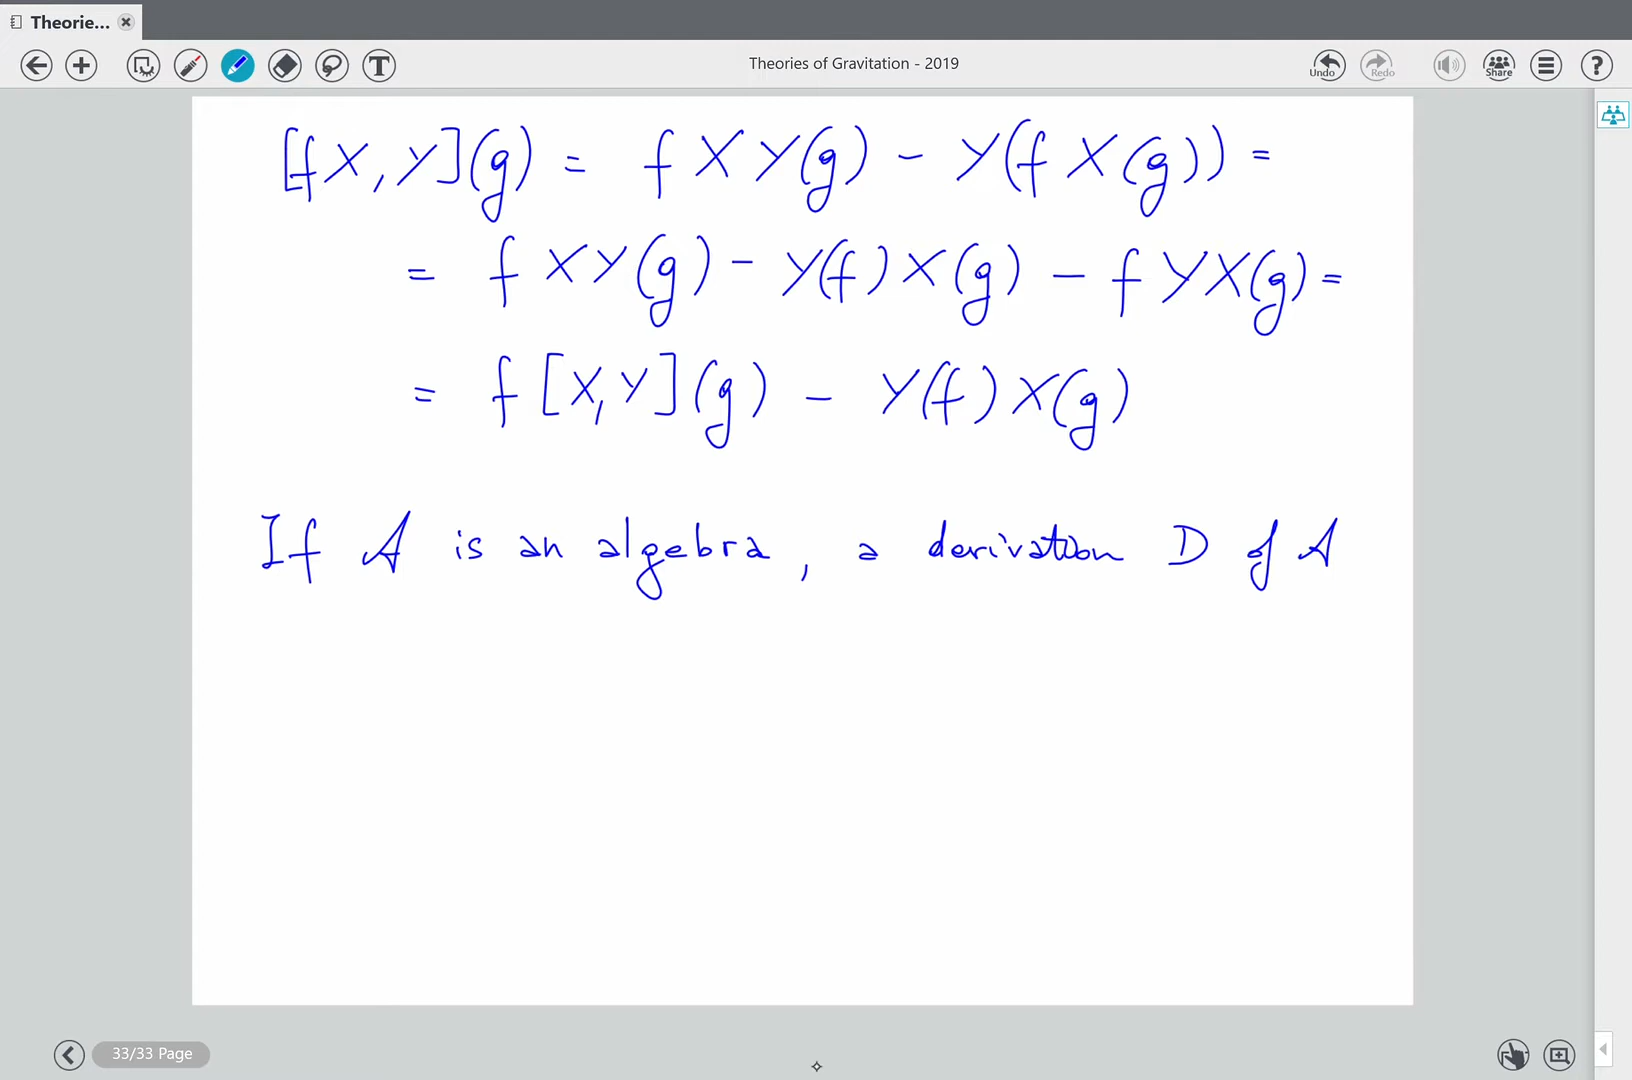 Theorie...
Theories of Gravitation - 2019
Undo
Redo
Share
[fX,Y](g) = f X Y(g) - Y(f X(g)) =
= f X Y(g) - Y(f) X(g) - f Y X(g) =
= f [X,Y](g) - Y(f) X(g)
If A is an algebra, a derivation D of A
33/33 Page